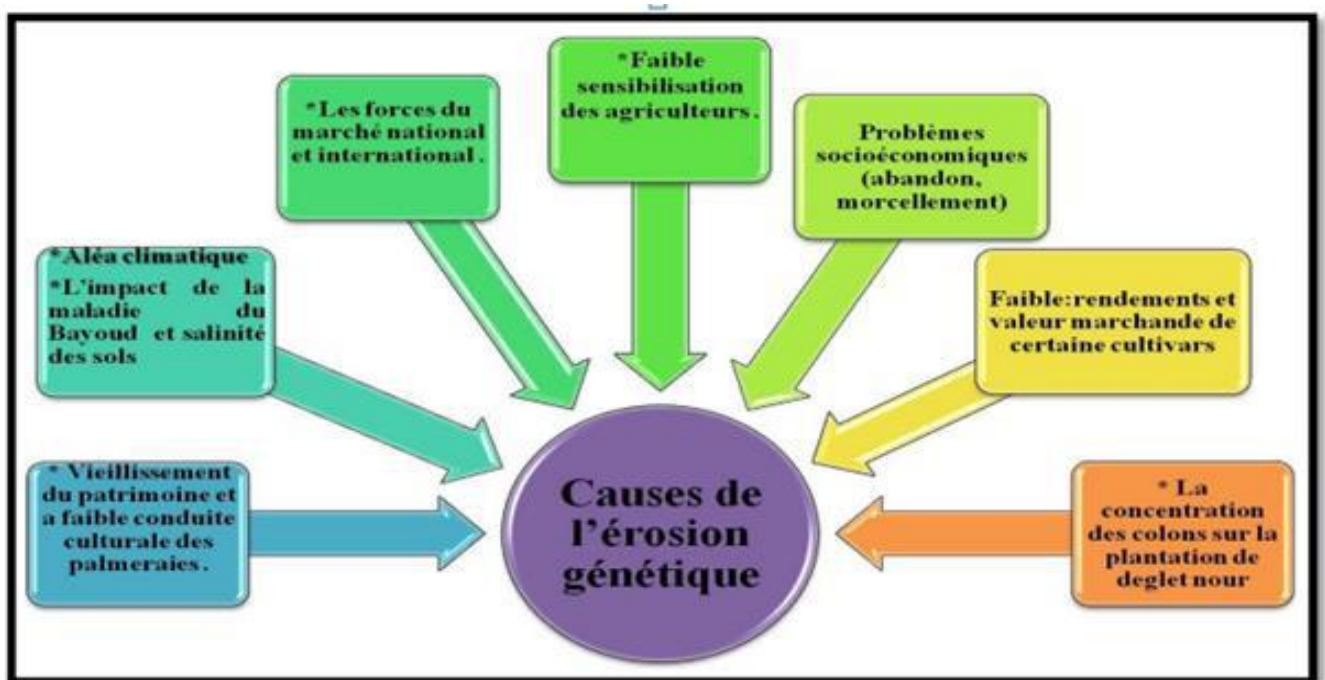 * Vieillissement
du patrimoine et
a faible conduite
culturale des
palmeraies.
*Aléa climatique
*L'impact de la
maladie du
Bayoud et salinité
des sols
*Les forces du
marché national
et international.
*Faible
sensibilisation
des agriculteurs.
Problèmes
socioéconomiques
(abandon,
morcellement)
Faible:rendements et
valeur marchande de
certaine cultivars
* La
concentration
des colons sur la
plantation de
deglet nour
Causes de
l'érosion
génétique